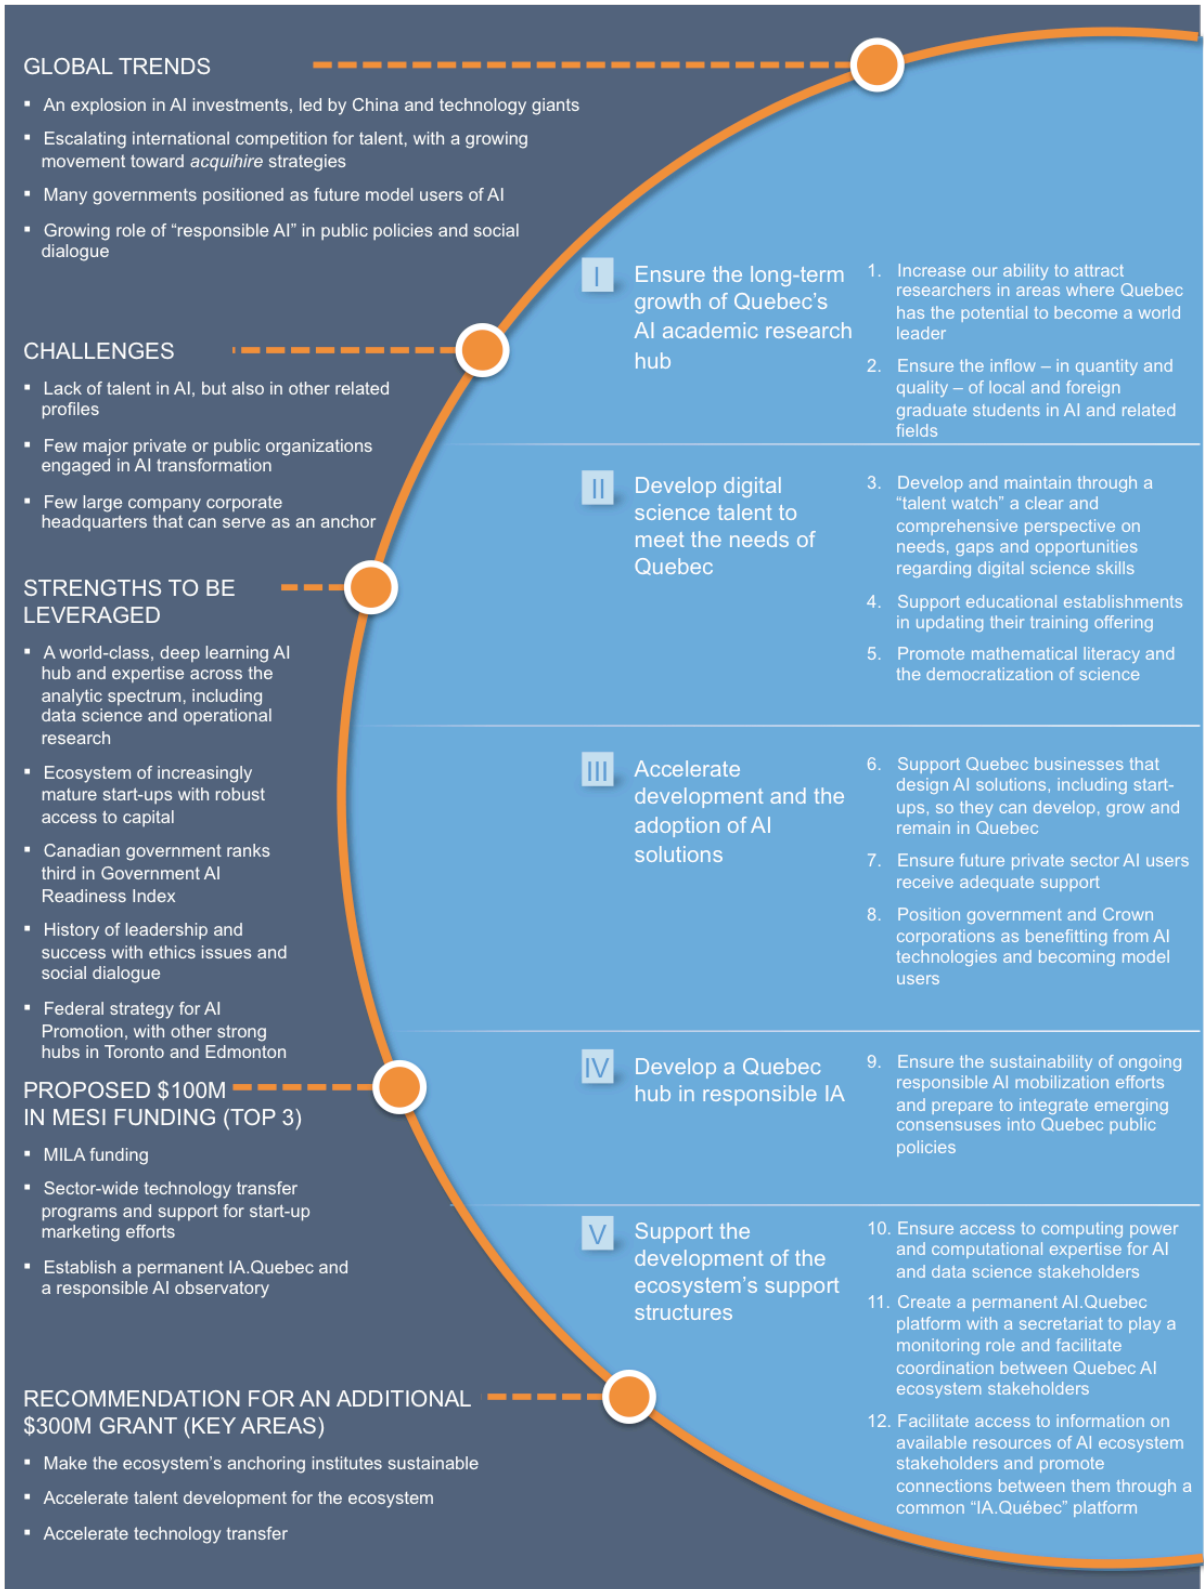 GLOBAL TRENDS
▪ An explosion in AI investments, led by China and technology giants
▪ Escalating international competition for talent, with a growing
movement toward acquihire strategies
▪ Many governments positioned as future model users of AI
▪ Growing role of “responsible AI” in public policies and social
dialogue
CHALLENGES
▪ Lack of talent in AI, but also in other related
profiles
▪ Few major private or public organizations
engaged in AI transformation
▪ Few large company corporate
headquarters that can serve as an anchor
STRENGTHS TO BE
LEVERAGED
▪ A world-class, deep learning AI
hub and expertise across the
analytic spectrum, including
data science and operational
research
▪ Ecosystem of increasingly
mature start-ups with robust
access to capital
▪ Canadian government ranks
third in Government AI
Readiness Index
▪ History of leadership and
success with ethics issues and
social dialogue
▪ Federal strategy for AI
Promotion, with other strong
hubs in Toronto and Edmonton
PROPOSED $100M
IN MESI FUNDING (TOP 3)
▪ MILA funding
▪ Sector-wide technology transfer
programs and support for start-up
marketing efforts
▪ Establish a permanent IA.Quebec and
a responsible AI observatory
RECOMMENDATION FOR AN ADDITIONAL
$300M GRANT (KEY AREAS)
▪ Make the ecosystem’s anchoring institutes sustainable
▪ Accelerate talent development for the ecosystem
▪ Accelerate technology transfer
I
Ensure the long-term
growth of Quebec’s
AI academic research
hub
1. Increase our ability to attract
researchers in areas where Quebec
has the potential to become a world
leader
2. Ensure the inflow – in quantity and
quality – of local and foreign
graduate students in AI and related
fields
II
Develop digital
science talent to
meet the needs of
Quebec
3. Develop and maintain through a
“talent watch” a clear and
comprehensive perspective on
needs, gaps and opportunities
regarding digital science skills
4. Support educational establishments
in updating their training offering
5. Promote mathematical literacy and
the democratization of science
III
Accelerate
development and the
adoption of AI
solutions
6. Support Quebec businesses that
design AI solutions, including start-
ups, so they can develop, grow and
remain in Quebec
7. Ensure future private sector AI users
receive adequate support
8. Position government and Crown
corporations as benefitting from AI
technologies and becoming model
users
IV
Develop a Quebec
hub in responsible IA
9. Ensure the sustainability of ongoing
responsible AI mobilization efforts
and prepare to integrate emerging
consensuses into Quebec public
policies
V
Support the
development of the
ecosystem’s support
structures
10. Ensure access to computing power
and computational expertise for AI
and data science stakeholders
11. Create a permanent AI.Quebec
platform with a secretariat to play a
monitoring role and facilitate
coordination between Quebec AI
ecosystem stakeholders
12. Facilitate access to information on
available resources of AI ecosystem
stakeholders and promote
connections between them through a
common “IA.Québec” platform